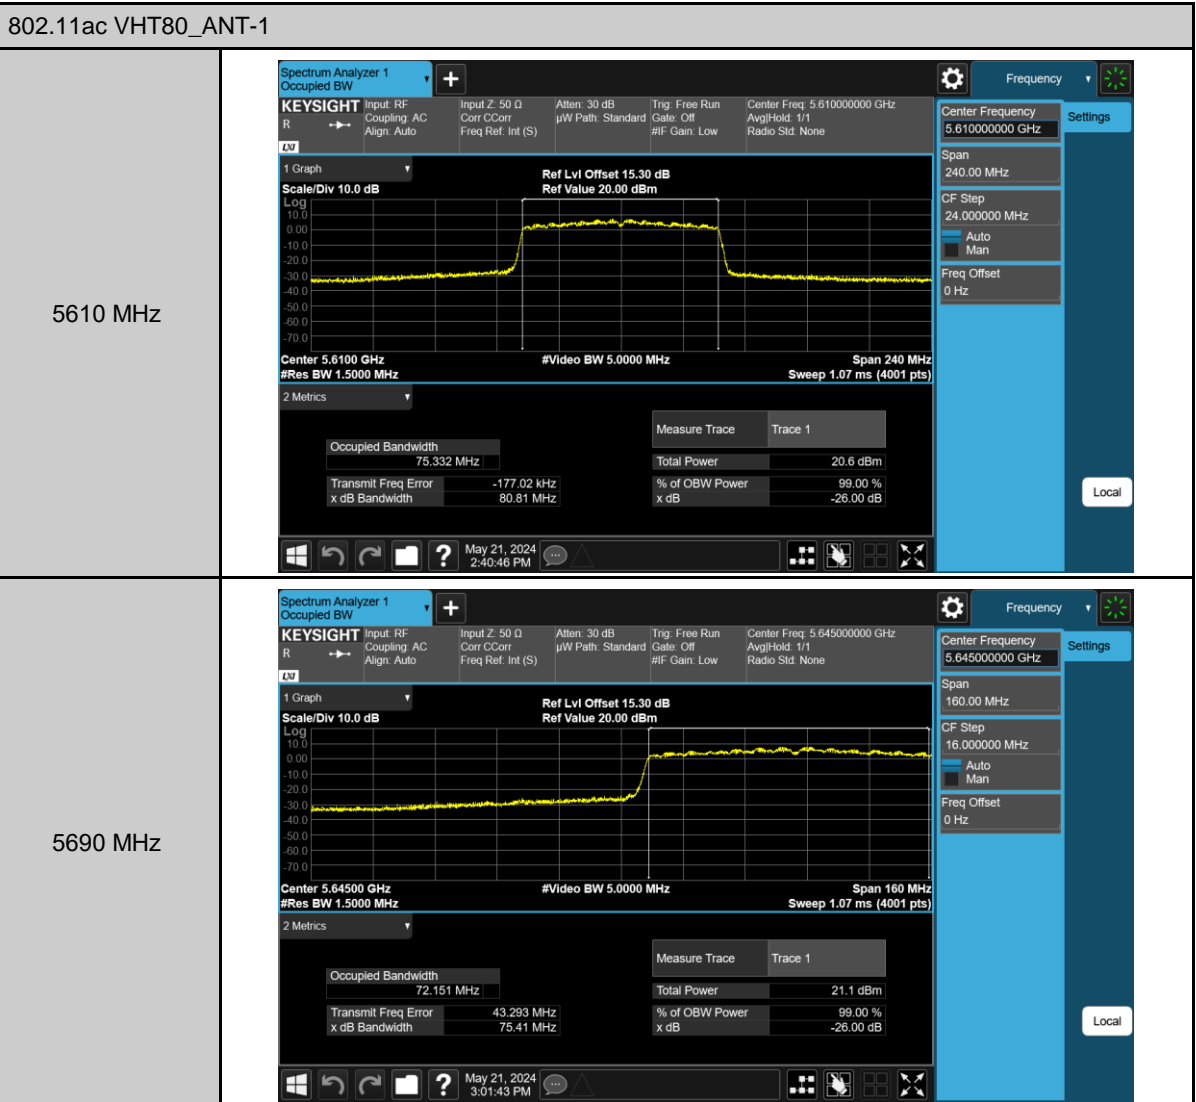 802.11ac VHT80_ANT-1
5610 MHz
Spectrum Analyzer 1
Occupied BW
Frequency
KEYSIGHT
R
LXI
Input: RF
Coupling: AC
Align: Auto
Input Z: 50 Ω
Corr CCorr
Freq Ref: Int (S)
Atten: 30 dB
µW Path: Standard
Trig: Free Run
Gate: Off
#IF Gain: Low
Center Freq: 5.610000000 GHz
Avg|Hold: 1/1
Radio Std: None
Center Frequency
5.610000000 GHz
Settings
Span
240.00 MHz
CF Step
24.000000 MHz
Auto
Man
Freq Offset
0 Hz
Local
1 Graph
Scale/Div 10.0 dB
Ref Lvl Offset 15.30 dB
Ref Value 20.00 dBm
Log
10.0
0.00
-10.0
-20.0
-30.0
-40.0
-50.0
-60.0
-70.0
Center 5.6100 GHz
#Video BW 5.0000 MHz
Span 240 MHz
#Res BW 1.5000 MHz
Sweep 1.07 ms (4001 pts)
2 Metrics
Measure Trace Trace 1
Occupied Bandwidth
75.332 MHz
Total Power 20.6 dBm
Transmit Freq Error -177.02 kHz
% of OBW Power 99.00 %
x dB Bandwidth 80.81 MHz
x dB -26.00 dB
?
May 21, 2024
2:40:46 PM
5690 MHz
Spectrum Analyzer 1
Occupied BW
Frequency
KEYSIGHT
R
LXI
Input: RF
Coupling: AC
Align: Auto
Input Z: 50 Ω
Corr CCorr
Freq Ref: Int (S)
Atten: 30 dB
µW Path: Standard
Trig: Free Run
Gate: Off
#IF Gain: Low
Center Freq: 5.645000000 GHz
Avg|Hold: 1/1
Radio Std: None
Center Frequency
5.645000000 GHz
Settings
Span
160.00 MHz
CF Step
16.000000 MHz
Auto
Man
Freq Offset
0 Hz
Local
1 Graph
Scale/Div 10.0 dB
Ref Lvl Offset 15.30 dB
Ref Value 20.00 dBm
Log
10.0
0.00
-10.0
-20.0
-30.0
-40.0
-50.0
-60.0
-70.0
Center 5.64500 GHz
#Video BW 5.0000 MHz
Span 160 MHz
#Res BW 1.5000 MHz
Sweep 1.07 ms (4001 pts)
2 Metrics
Measure Trace Trace 1
Occupied Bandwidth
72.151 MHz
Total Power 21.1 dBm
Transmit Freq Error 43.293 MHz
% of OBW Power 99.00 %
x dB Bandwidth 75.41 MHz
x dB -26.00 dB
?
May 21, 2024
3:01:43 PM